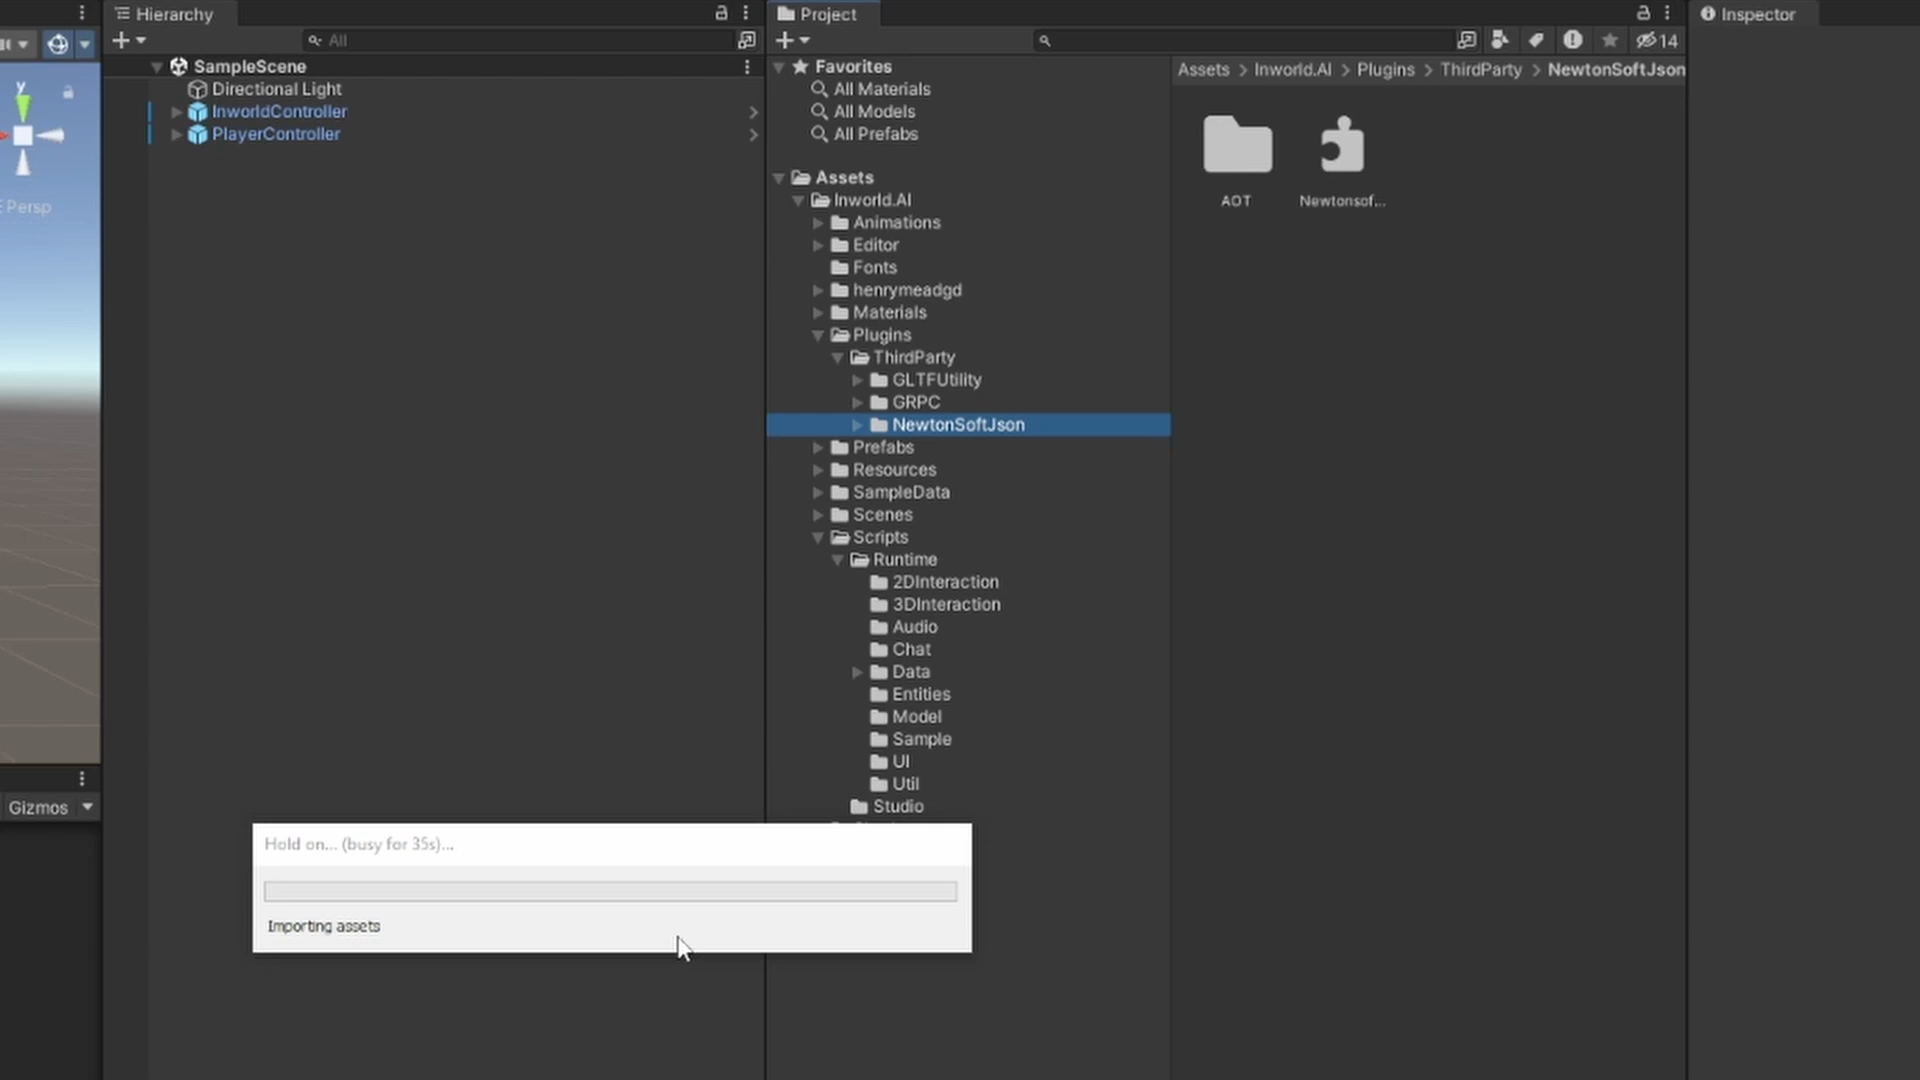 Hierarchy
All
SampleScene
Directional Light
InworldController
PlayerController
y
Persp
Gizmos
Project
14
Favorites
All Materials
All Models
All Prefabs
Assets
Inworld.AI
Animations
Editor
Fonts
henrymeadgd
Materials
Plugins
ThirdParty
GLTFUtility
GRPC
NewtonSoftJson
Prefabs
Resources
SampleData
Scenes
Scripts
Runtime
2DInteraction
3DInteraction
Audio
Chat
Data
Entities
Model
Sample
UI
Util
Studio
Assets > Inworld.AI > Plugins > ThirdParty > NewtonSoftJson
AOT
Newtonsof...
Inspector
Hold on... (busy for 35s)...
Importing assets